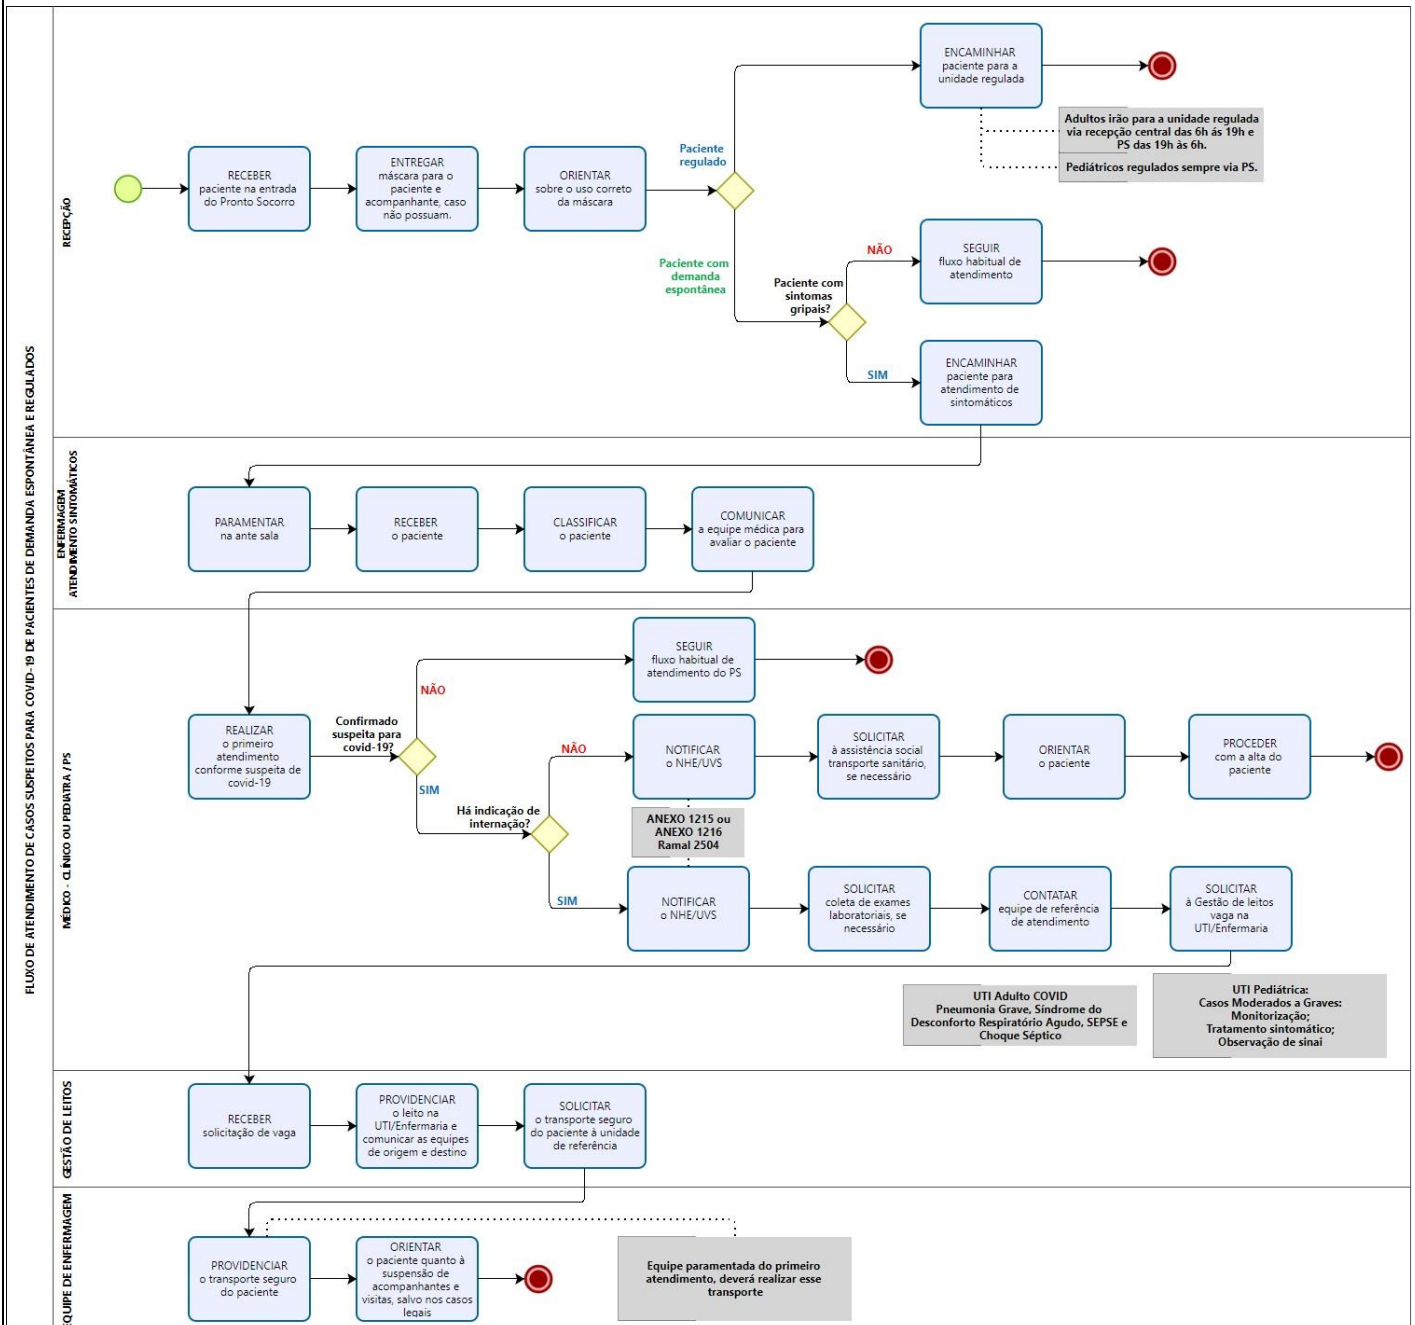 FLUXO DE ATENDIMENTO DE CASOS SUSPEITOS PARA COVID-19 DE PACIENTES DE DEMANDA ESPONTÂNEA E REGULADOS
RECEPÇÃO
RECEBER
paciente na entrada
do Pronto Socorro
ENTREGAR
máscara para o
paciente e
acompanhante, caso
não possuam.
ORIENTAR
sobre o uso correto
da máscara
Paciente
regulado
ENCAMINHAR
paciente para a
unidade regulada
Adultos irão para a unidade regulada
via recepção central das 6h ás 19h e
PS das 19h às 6h.
Pediátricos regulados sempre via PS.
Paciente com
demanda
espontânea
Paciente com
sintomas
gripais?
NÃO
SEGUIR
fluxo habitual de
atendimento
SIM
ENCAMINHAR
paciente para
atendimento de
sintomáticos
ENFERMAGEM
ATENDIMENTO SINTOMÁTICOS
PARAMENTAR
na ante sala
RECEBER
o paciente
CLASSIFICAR
o paciente
COMUNICAR
a equipe médica para
avaliar o paciente
MÉDICO - CLÍNICO OU PEDIATRA / PS
REALIZAR
o primeiro
atendimento
conforme suspeita de
covid-19
Confirmado
suspeita para
covid-19?
NÃO
SEGUIR
fluxo habitual de
atendimento do PS
SIM
Há indicação de
internação?
NÃO
NOTIFICAR
o NHE/UVS
SOLICITAR
à assistência social
transporte sanitário,
se necessário
ORIENTAR
o paciente
PROCEDER
com a alta do
paciente
ANEXO 1215 ou
ANEXO 1216
Ramal 2504
SIM
NOTIFICAR
o NHE/UVS
SOLICITAR
coleta de exames
laboratoriais, se
necessário
CONTATAR
equipe de referência
de atendimento
SOLICITAR
à Gestão de leitos
vaga na
UTI/Enfermaria
UTI Adulto COVID
Pneumonia Grave, Síndrome do
Desconforto Respiratório Agudo, SEPSE e
Choque Séptico
UTI Pediátrica:
Casos Moderados a Graves:
Monitorização;
Tratamento sintomático;
Observação de sinai
GESTÃO DE LEITOS
RECEBER
solicitação de vaga
PROVIDENCIAR
o leito na
UTI/Enfermaria e
comunicar as equipes
de origem e destino
SOLICITAR
o transporte seguro
do paciente à unidade
de referência
EQUIPE DE ENFERMAGEM
PROVIDENCIAR
o transporte seguro
do paciente
ORIENTAR
o paciente quanto à
suspensão de
acompanhantes e
visitas, salvo nos casos
legais
Equipe paramentada do primeiro
atendimento, deverá realizar esse
transporte